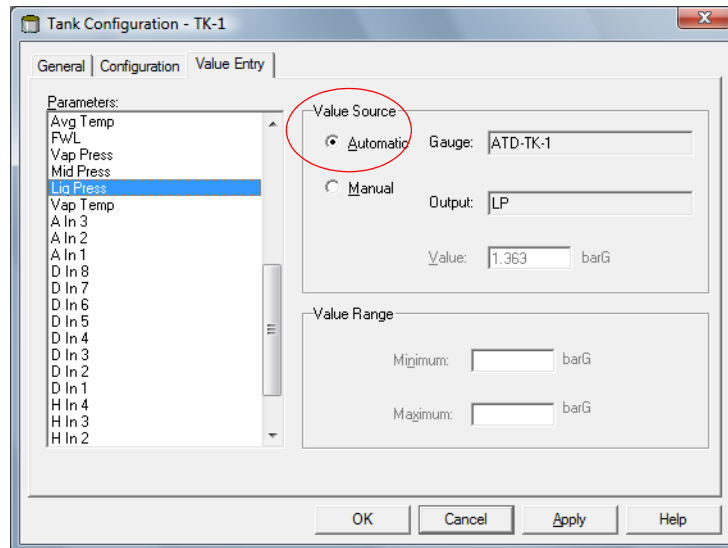 Tank Configuration - TK-1
General Configuration Value Entry
Parameters:
Avg Temp
FWL
Vap Press
Mid Press
Liq Press
Vap Temp
A In 3
A In 2
A In 1
D In 8
D In 7
D In 6
D In 5
D In 4
D In 3
D In 2
D In 1
H In 4
H In 3
H In 2
Value Source
Automatic Gauge: ATD-TK-1
Manual
Output: LP
Value: 1.363 barG
Value Range
Minimum: barG
Maximum: barG
OK Cancel Apply Help